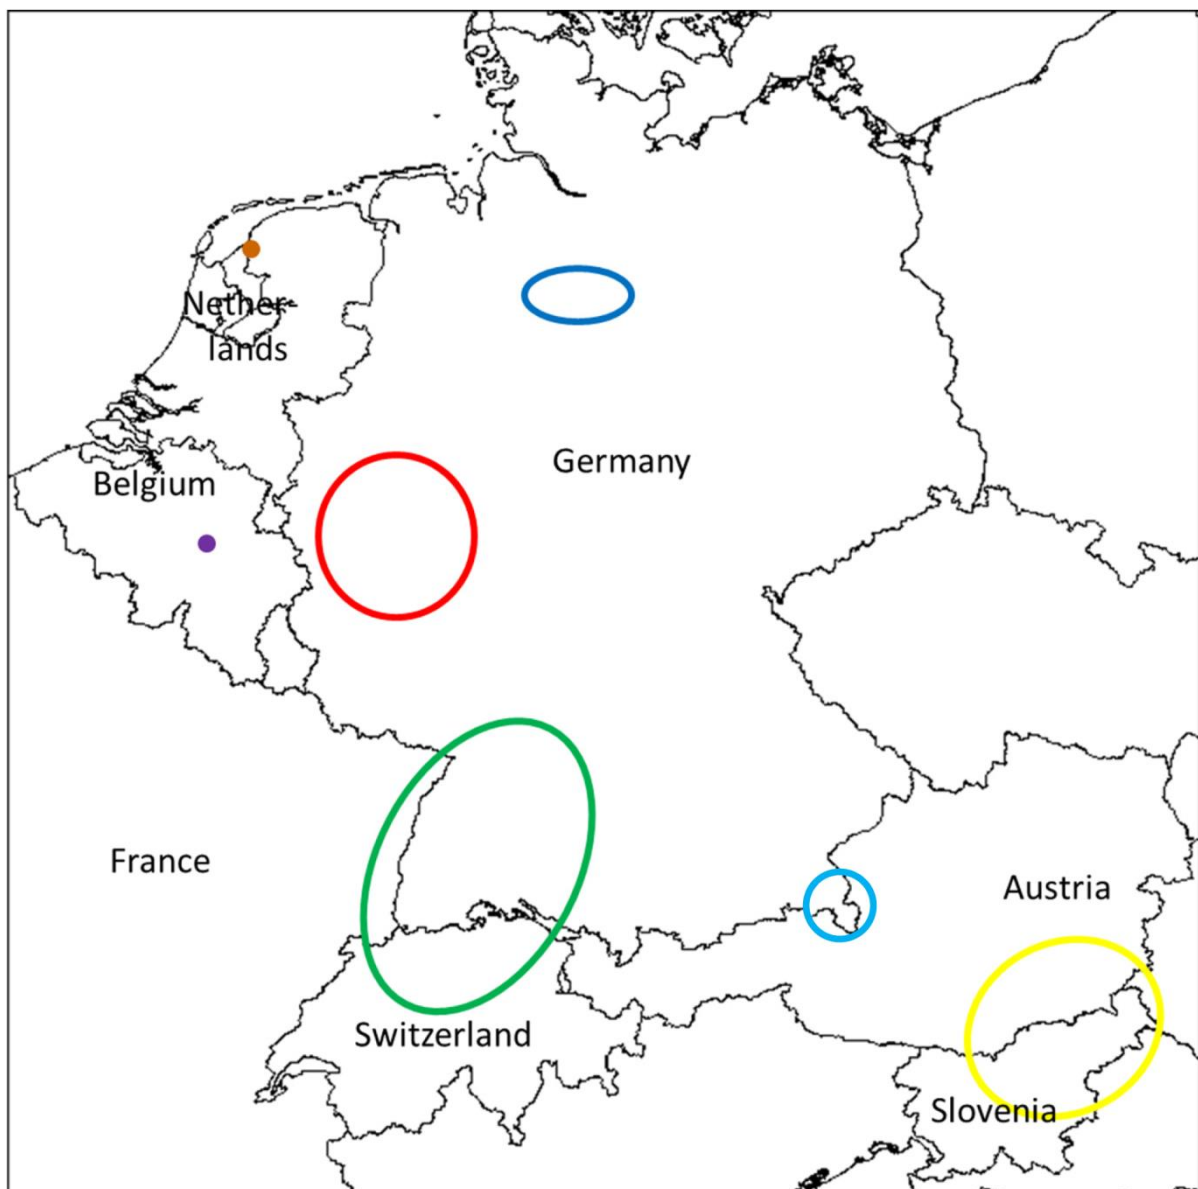 Nether-
lands
Germany
Belgium
France
Austria
Switzerland
Slovenia